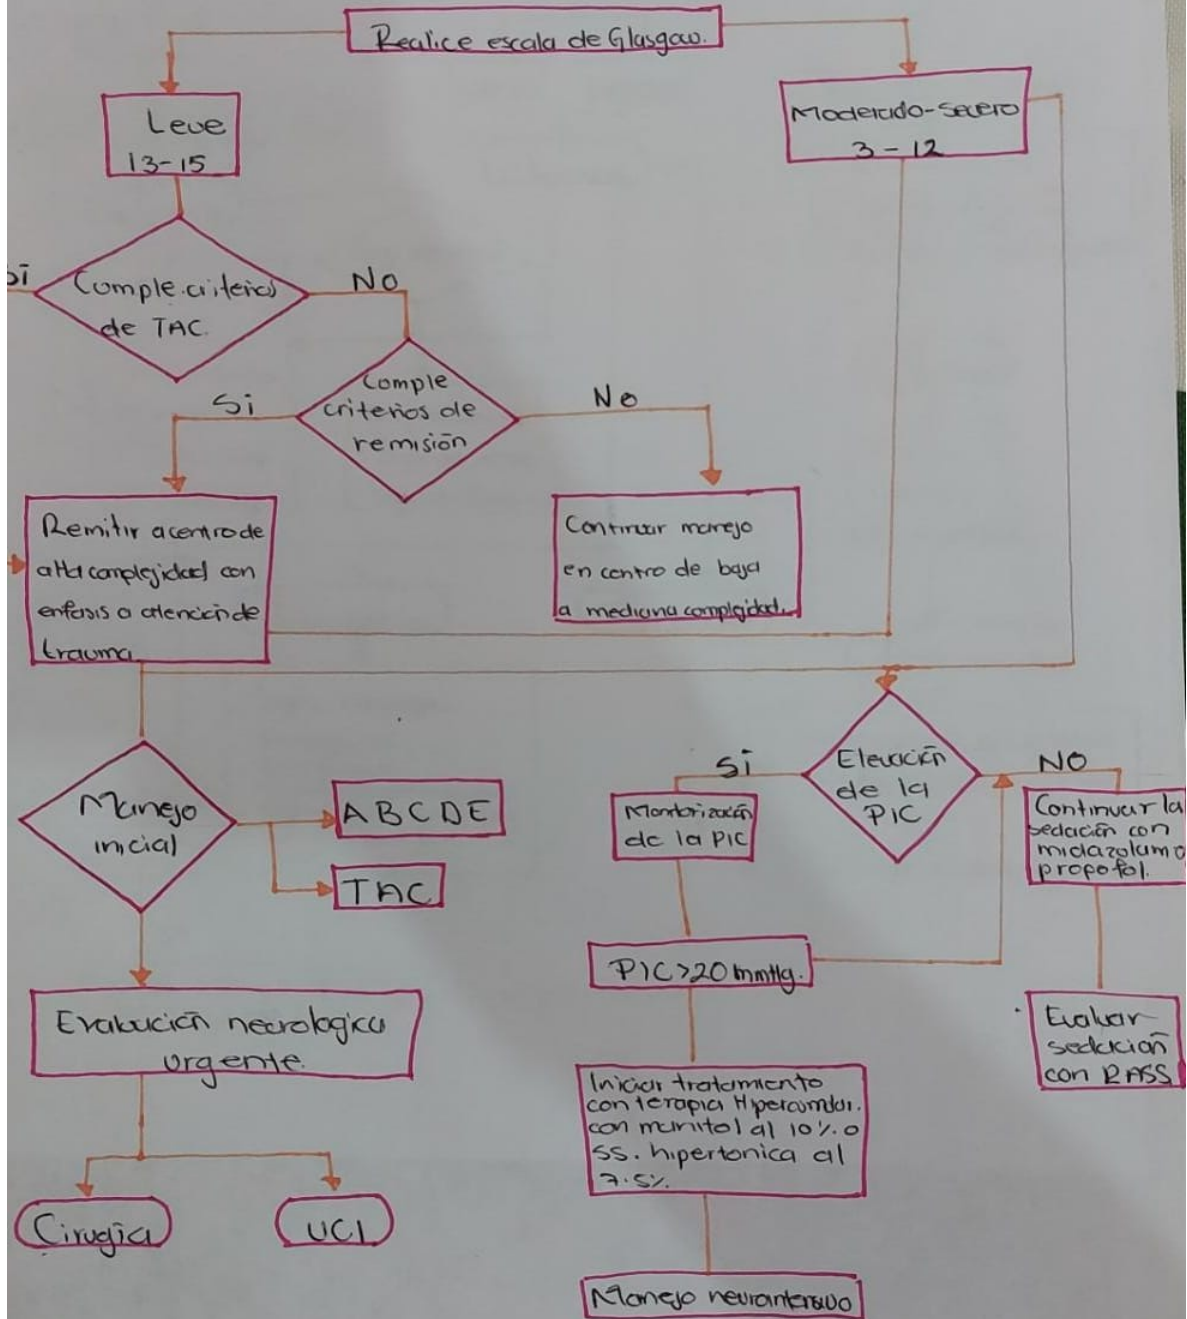 Realice escala de Glasgow.
Leve
13-15
Moderado-Severo
3-12
Si
Comple criterios
de TAC.
No
Comple
criterios de
remisión
Si
No
Remitir a centro de
alta complejidad con
enfasis a atención de
trauma
Continuar manejo
en centro de baja
a mediana complejidad.
Manejo
inicial
ABCDE
TAC
Evaluación neurologica
urgente.
Cirugia
UCI
Elevación
de la
PIC
Si
NO
Monitorización
de la PIC
Continuar la
sedación con
midazolam o
propofol.
PIC>20 mmHg.
Evaluar
sedación
con RASS
Iniciar tratamiento
con terapia
con manitol al 10% o
SS. hipertonica al
7.5%
Manejo